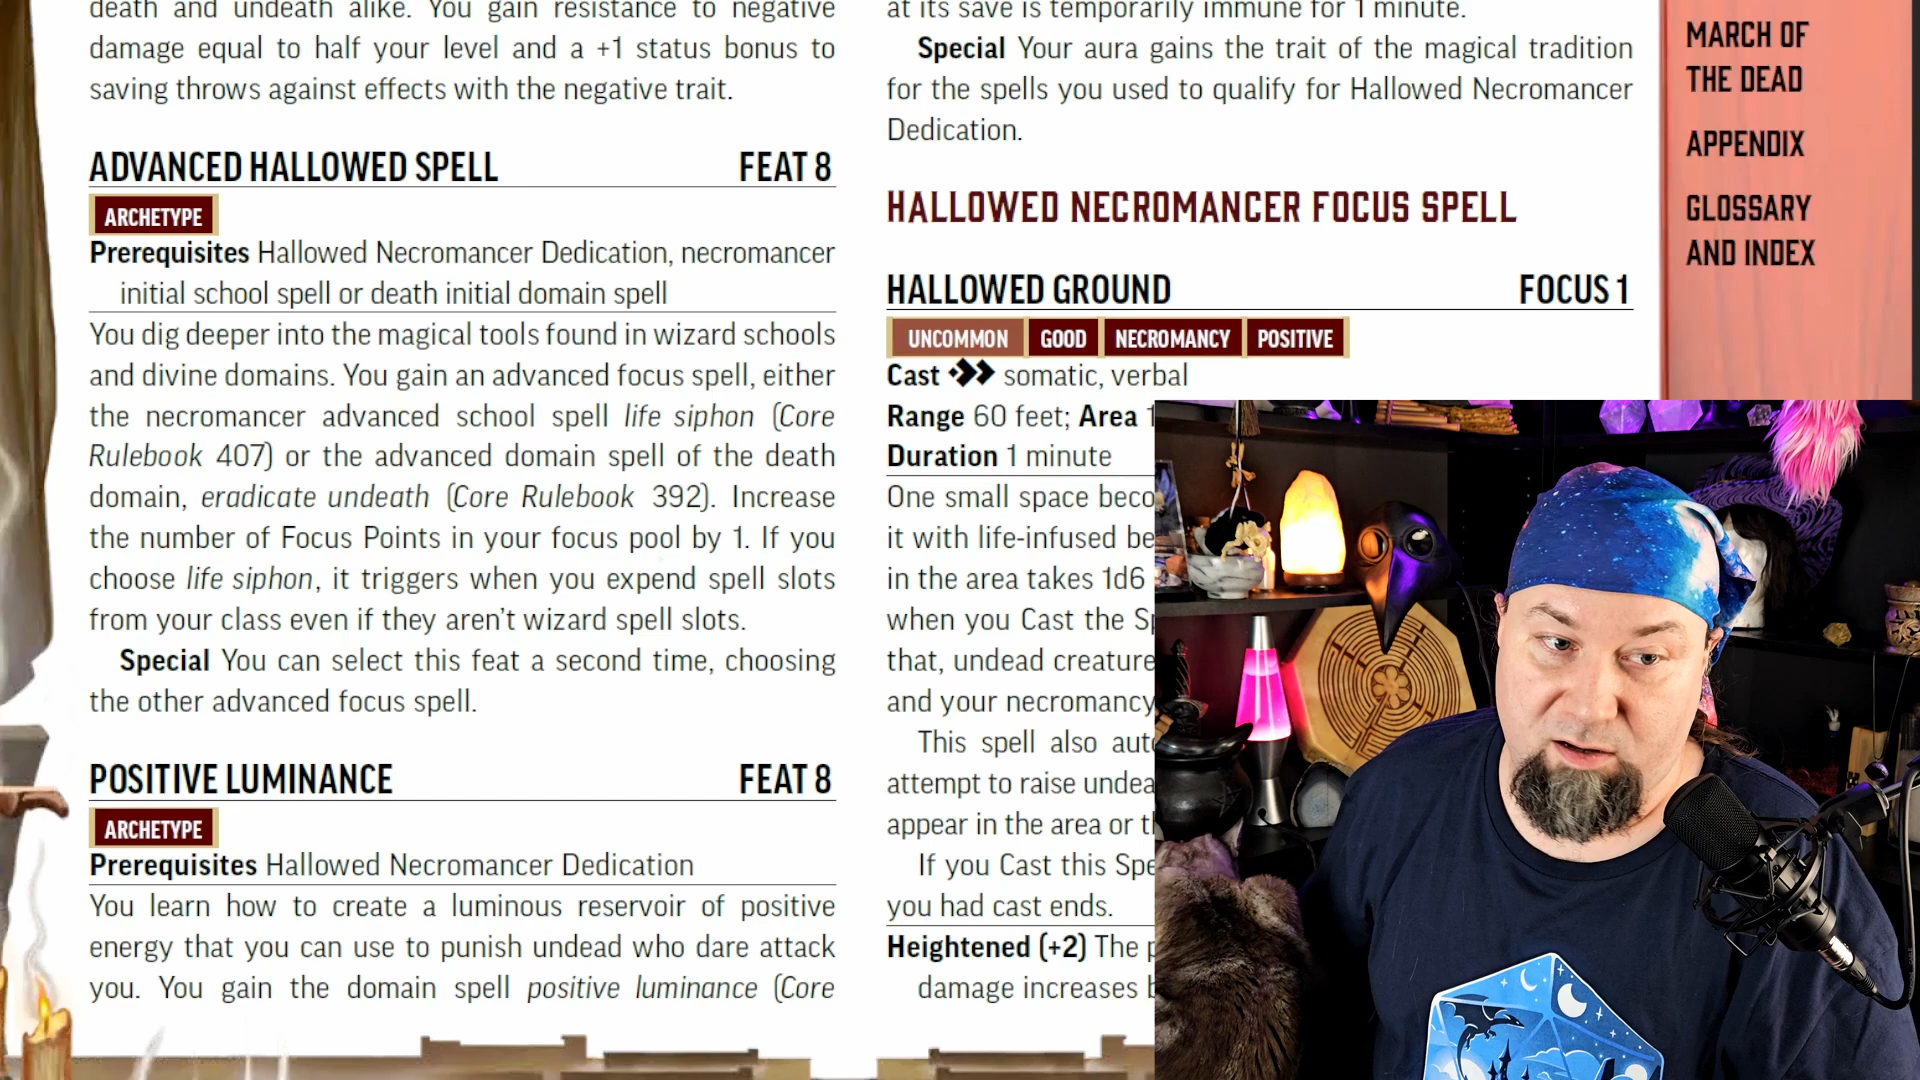 death and undeath alike. You gain resistance to negative
damage equal to half your level and a +1 status bonus to
saving throws against effects with the negative trait.
ADVANCED HALLOWED SPELL FEAT 8
ARCHETYPE
Prerequisites Hallowed Necromancer Dedication, necromancer
initial school spell or death initial domain spell
You dig deeper into the magical tools found in wizard schools
and divine domains. You gain an advanced focus spell, either
the necromancer advanced school spell life siphon (Core
Rulebook 407) or the advanced domain spell of the death
domain, eradicate undeath (Core Rulebook 392). Increase
the number of Focus Points in your focus pool by 1. If you
choose life siphon, it triggers when you expend spell slots
from your class even if they aren't wizard spell slots.
Special You can select this feat a second time, choosing
the other advanced focus spell.
POSITIVE LUMINANCE FEAT 8
ARCHETYPE
Prerequisites Hallowed Necromancer Dedication
You learn how to create a luminous reservoir of positive
energy that you can use to punish undead who dare attack
you. You gain the domain spell positive luminance (Core
at its save is temporarily immune for 1 minute.
Special Your aura gains the trait of the magical tradition
for the spells you used to qualify for Hallowed Necromancer
Dedication.
HALLOWED NECROMANCER FOCUS SPELL
HALLOWED GROUND FOCUS 1
UNCOMMON GOOD NECROMANCY POSITIVE
Cast somatic, verbal
Range 60 feet; Area
Duration 1 minute
One small space
it with life-infused
in the area takes 1d6
when you Cast the
that, undead
and your necromancy
This spell also
attempt to raise
appear in the area or
If you Cast this
you had cast ends.
Heightened (+2) The
damage increases
MARCH OF
THE DEAD
APPENDIX
GLOSSARY
AND INDEX